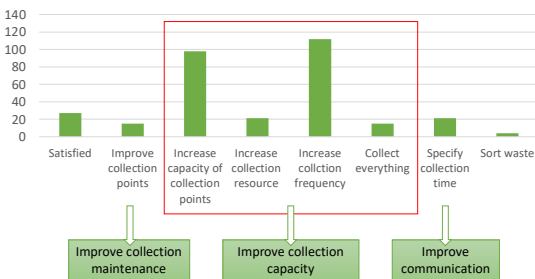 140
120
100
80
60
40
20
0
Satisfied
Improve
collection
points
Increase
capacity of
collection
points
Increase
collection
resource
Increase
collction
frequency
Collect
everything
Specify
collection
time
Sort waste
Improve collection
maintenance
Improve collection
capacity
Improve
communication